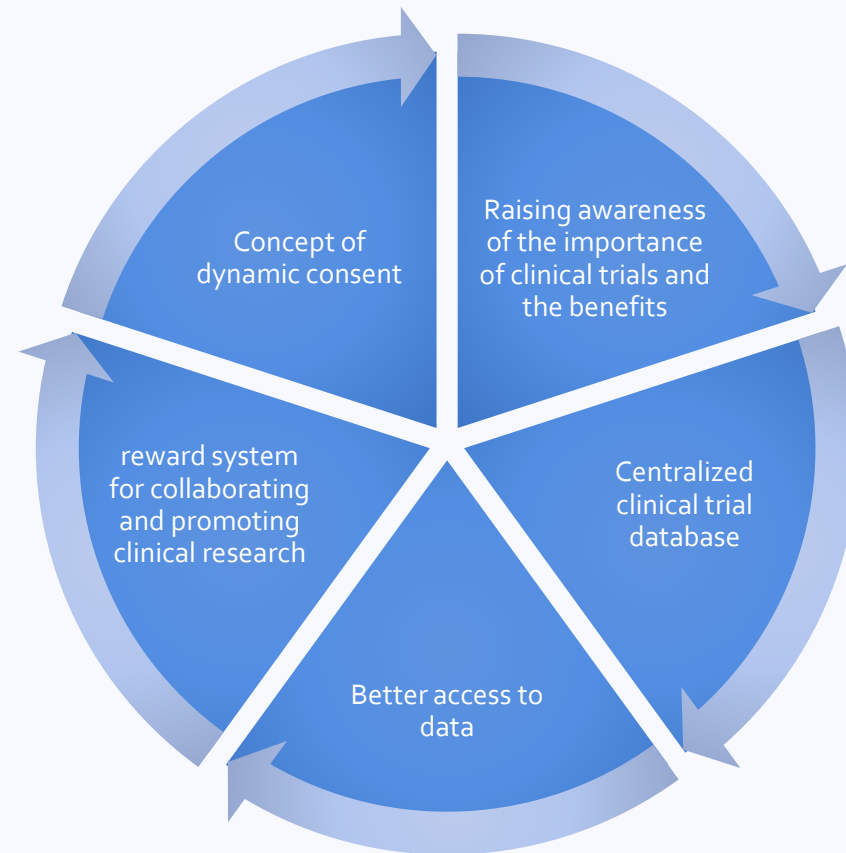 Concept of
dynamic consent
Raising awareness
of the importance
of clinical trials and
the benefits
Centralized
clinical trial
database
Better access to
data
reward system
for collaborating
and promoting
clinical research